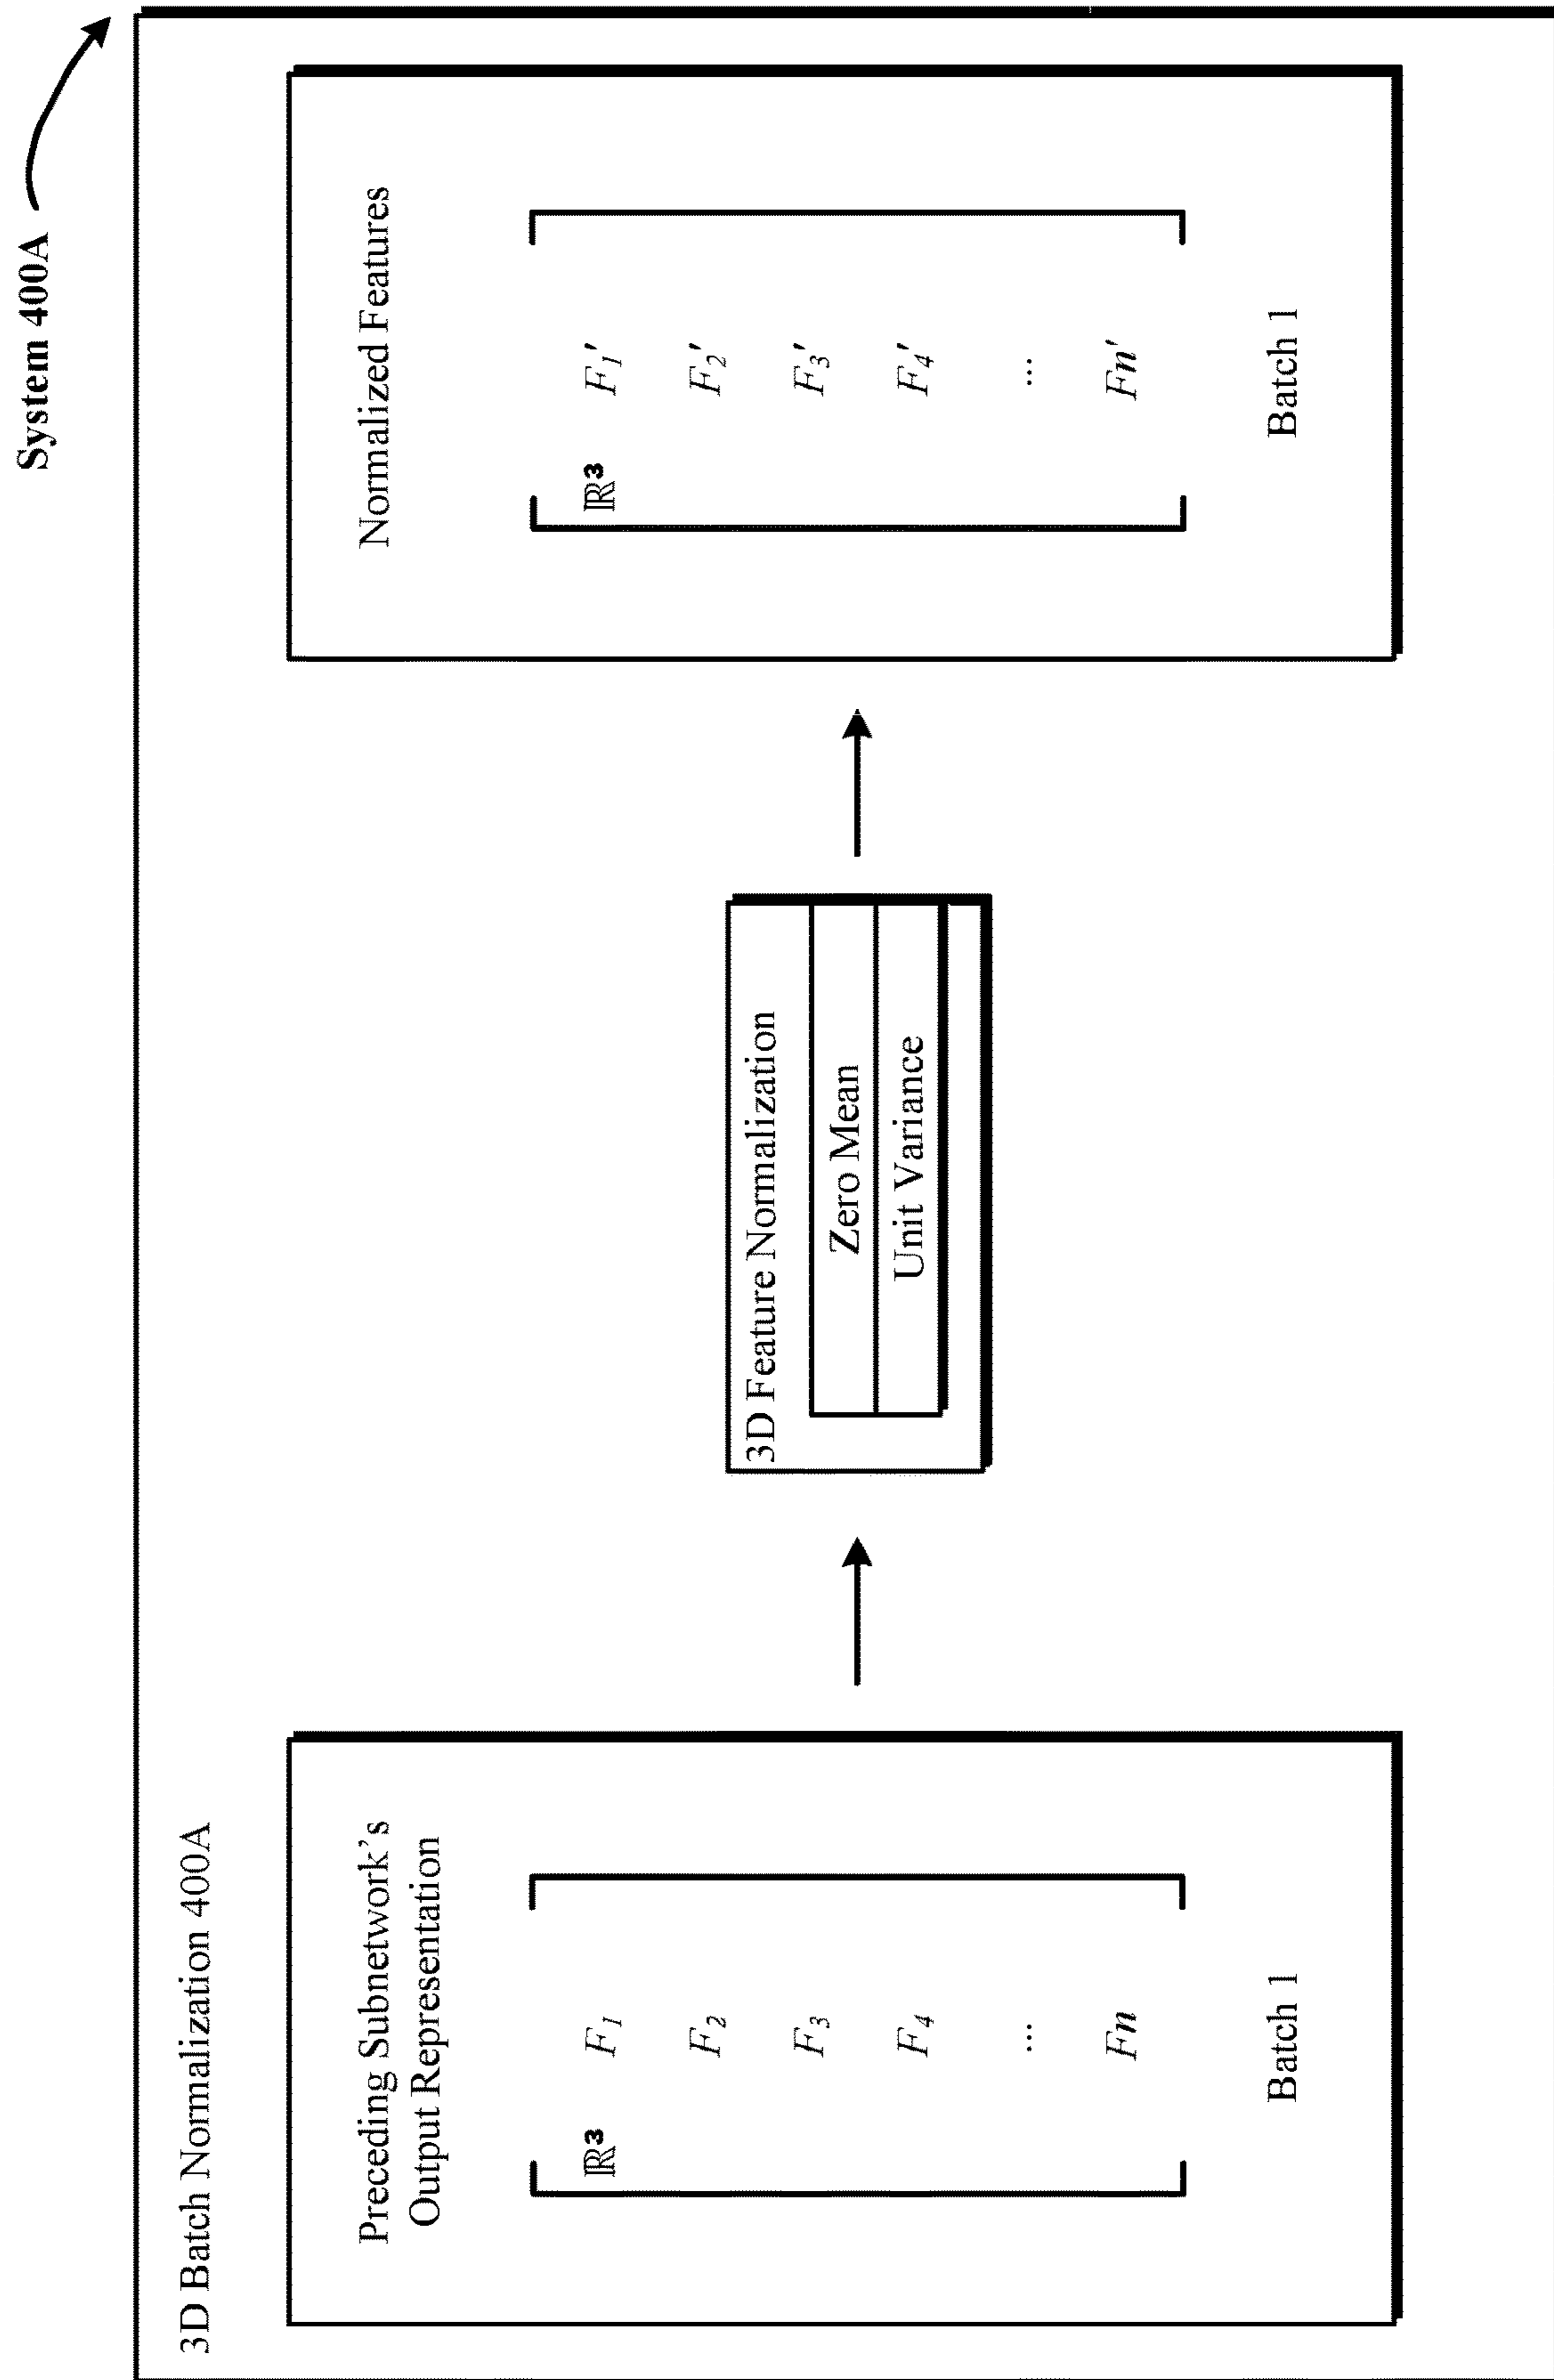 System 400A
3D Batch Normalization 400A
Preceding Subnetwork's
Output Representation
ℝ³ F₁
F₂
F₃
F₄
...
Fn
Batch 1
3D Feature Normalization
Zero Mean
Unit Variance
Normalized Features
ℝ³ F₁'
F₂'
F₃'
F₄'
...
Fn'
Batch 1